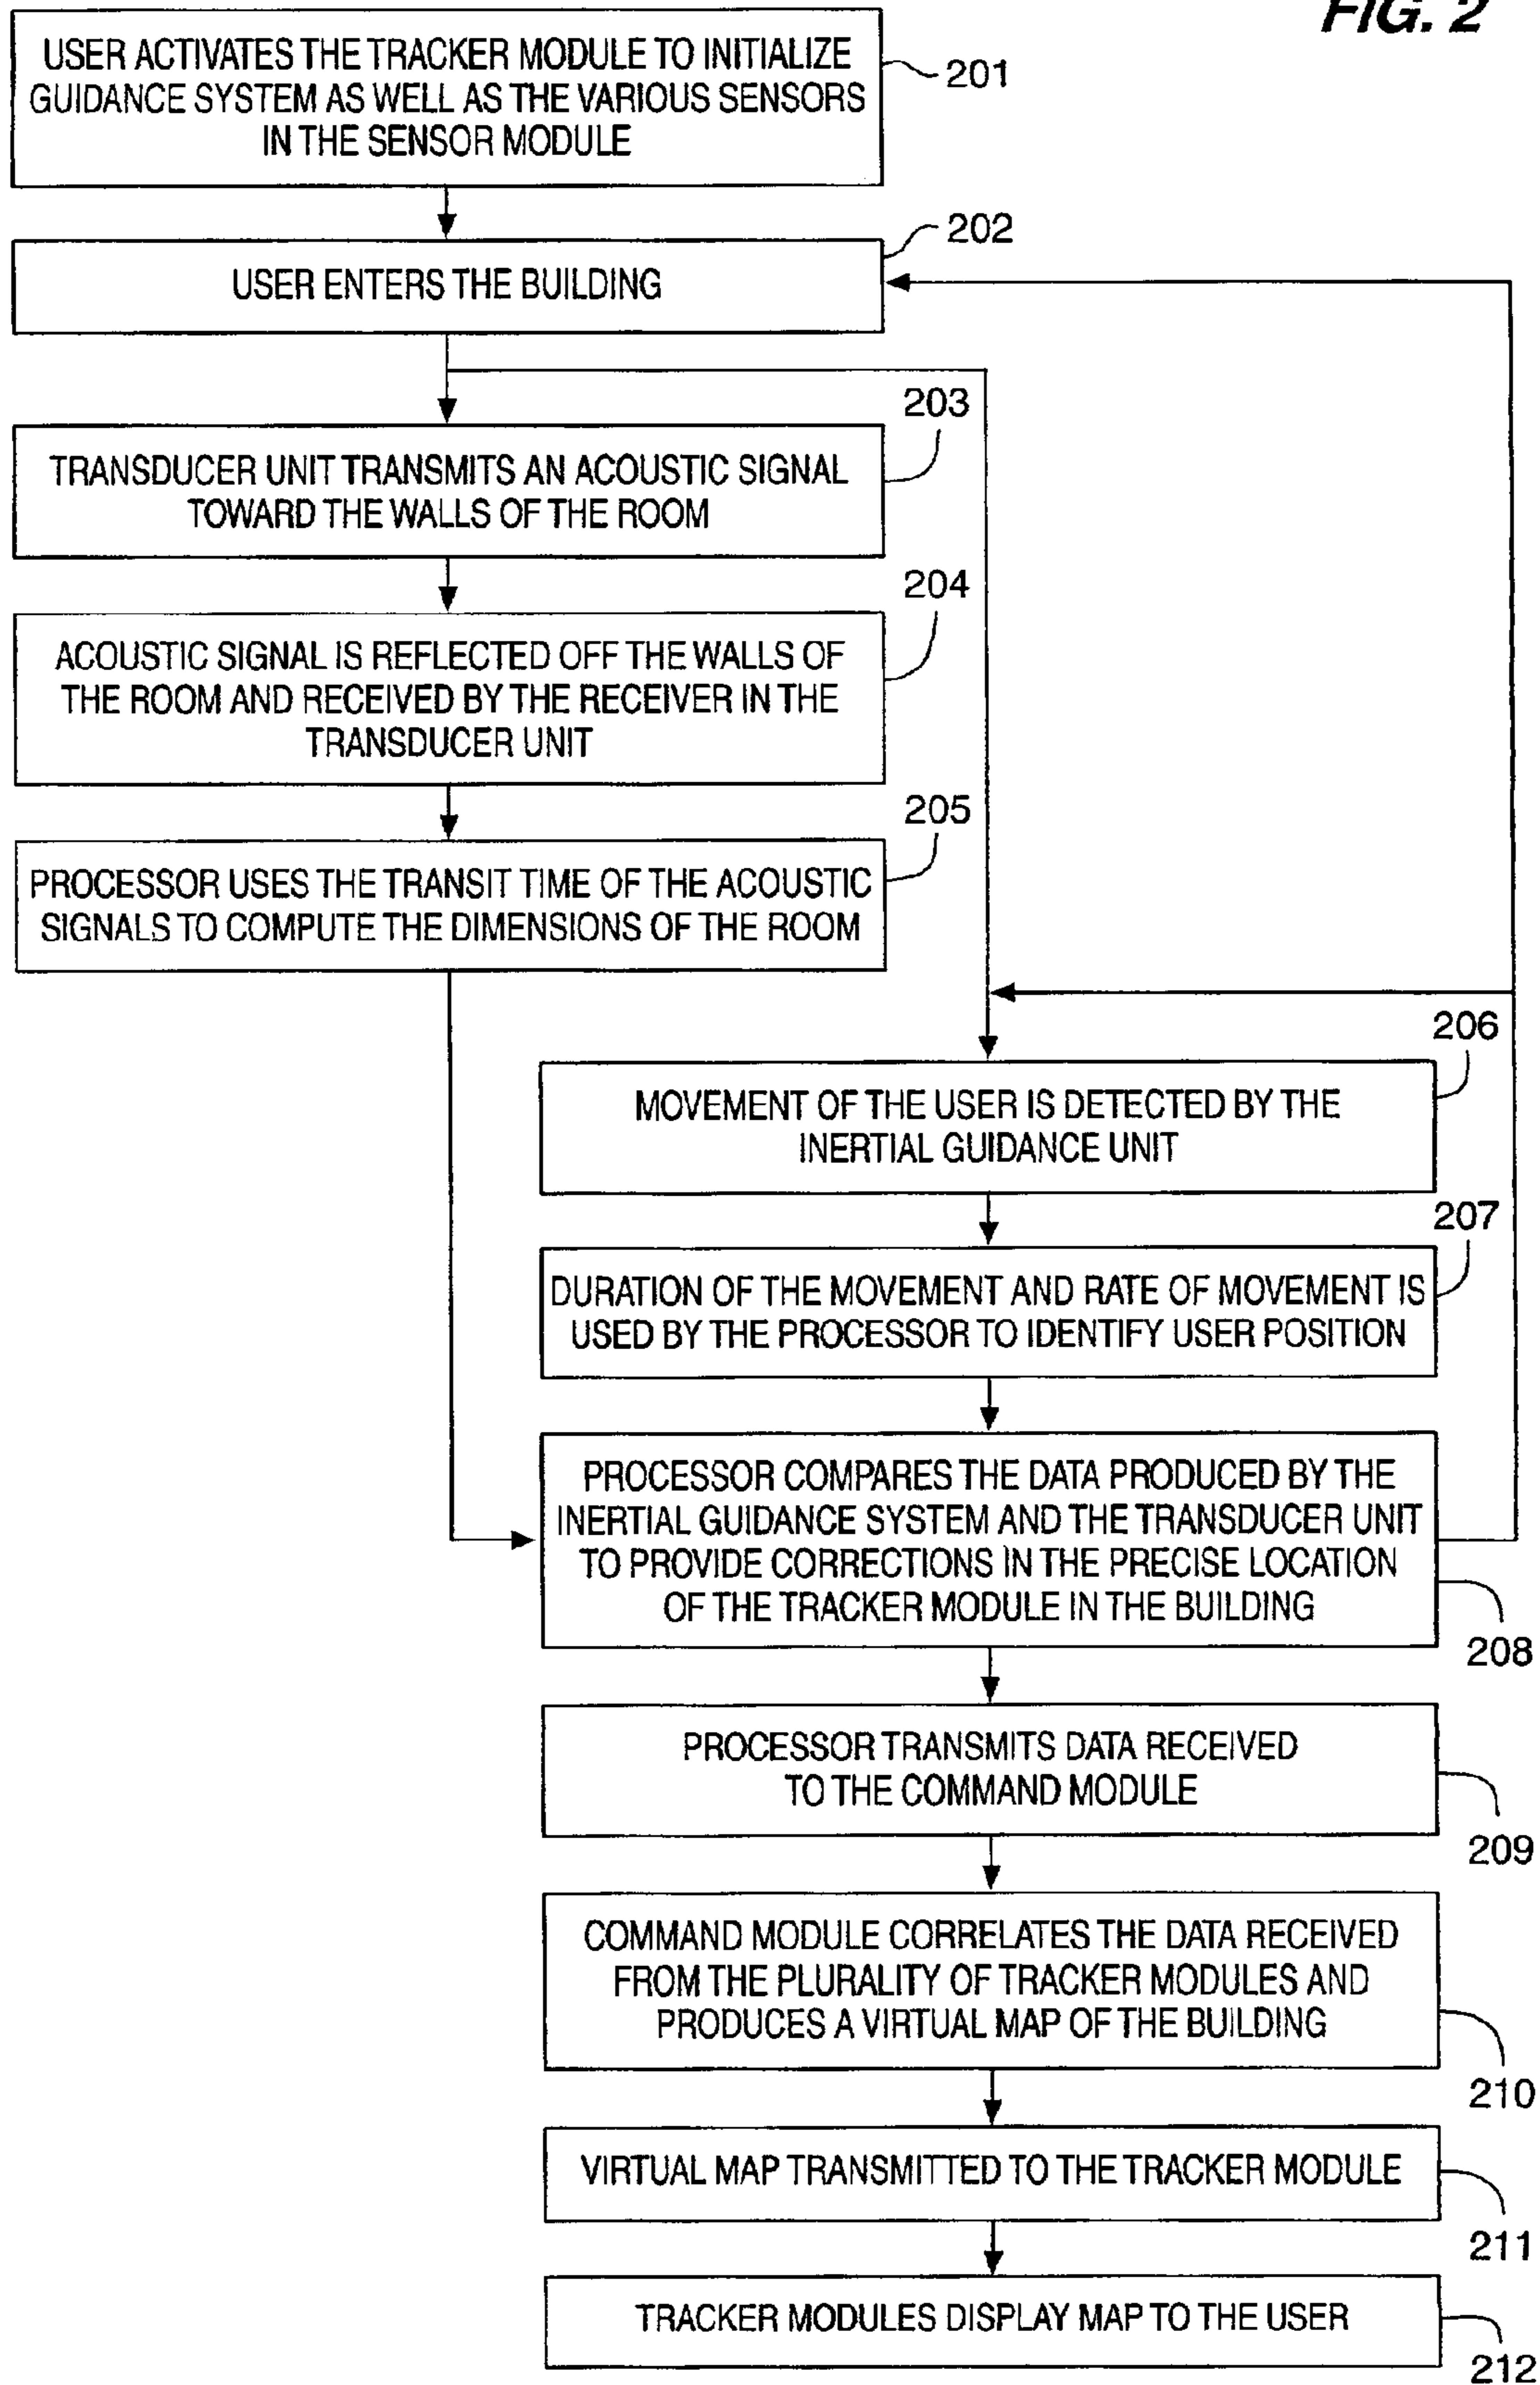 FIG. 2
USER ACTIVATES THE TRACKER MODULE TO INITIALIZE
GUIDANCE SYSTEM AS WELL AS THE VARIOUS SENSORS
IN THE SENSOR MODULE
201
202
USER ENTERS THE BUILDING
203
TRANSDUCER UNIT TRANSMITS AN ACOUSTIC SIGNAL
TOWARD THE WALLS OF THE ROOM
204
ACOUSTIC SIGNAL IS REFLECTED OFF THE WALLS OF
THE ROOM AND RECEIVED BY THE RECEIVER IN THE
TRANSDUCER UNIT
205
PROCESSOR USES THE TRANSIT TIME OF THE ACOUSTIC
SIGNALS TO COMPUTE THE DIMENSIONS OF THE ROOM
206
MOVEMENT OF THE USER IS DETECTED BY THE
INERTIAL GUIDANCE UNIT
207
DURATION OF THE MOVEMENT AND RATE OF MOVEMENT IS
USED BY THE PROCESSOR TO IDENTIFY USER POSITION
PROCESSOR COMPARES THE DATA PRODUCED BY THE
INERTIAL GUIDANCE SYSTEM AND THE TRANSDUCER UNIT
TO PROVIDE CORRECTIONS IN THE PRECISE LOCATION
OF THE TRACKER MODULE IN THE BUILDING
208
PROCESSOR TRANSMITS DATA RECEIVED
TO THE COMMAND MODULE
209
COMMAND MODULE CORRELATES THE DATA RECEIVED
FROM THE PLURALITY OF TRACKER MODULES AND
PRODUCES A VIRTUAL MAP OF THE BUILDING
210
VIRTUAL MAP TRANSMITTED TO THE TRACKER MODULE
211
TRACKER MODULES DISPLAY MAP TO THE USER
212